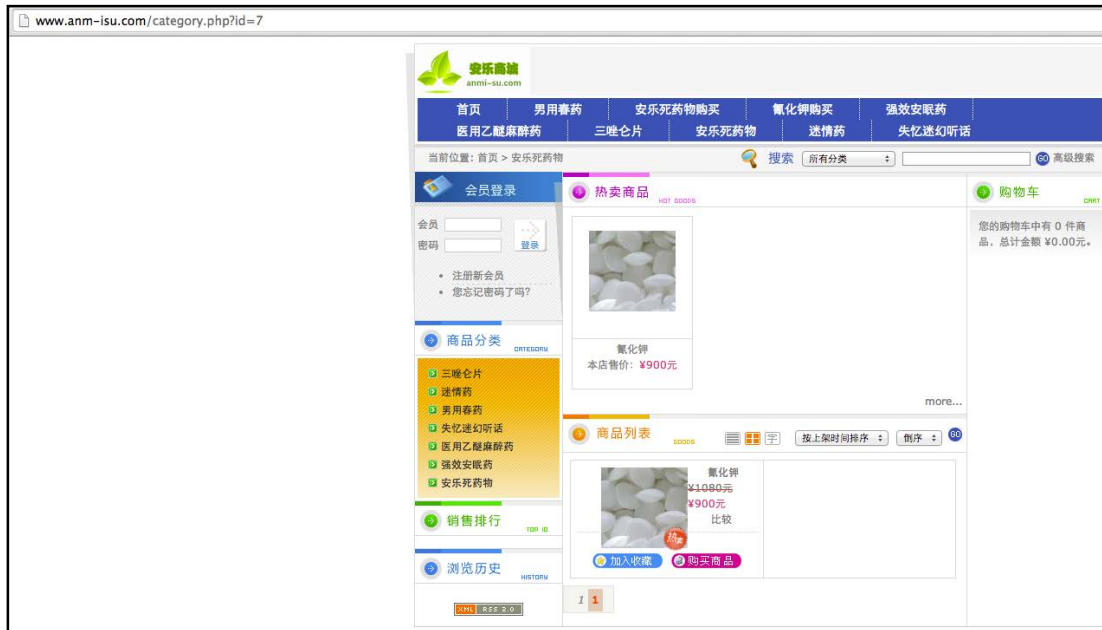 www.anm-isu.com/category.php?id=7
安乐商城
anmi-su.com
首页 男用春药 安乐死药物购买 氰化钾购买 强效安眠药
医用乙醚麻醉药 三唑仑片 安乐死药物 迷情药 失忆迷幻听话
当前位置: 首页 > 安乐死药物
搜索 所有分类 GO 高级搜索
会员登录
会员
密码
登录
注册新会员
您忘记密码了吗?
商品分类 CATEGORY
三唑仑片
迷情药
男用春药
失忆迷幻听话
医用乙醚麻醉药
强效安眠药
安乐死药物
销售排行 TOP 10
浏览历史 HISTORY
XML RSS 2.0
热卖商品 HOT GOODS
氰化钾
本店售价: ¥900元
more...
商品列表 GOODS
字 按上架时间排序 倒序 GO
氰化钾
¥1080元
¥900元
比较
热卖
加入收藏 购买商品
1 1
购物车 CART
您的购物车中有 0 件商
品，总计金额 ¥0.00元。